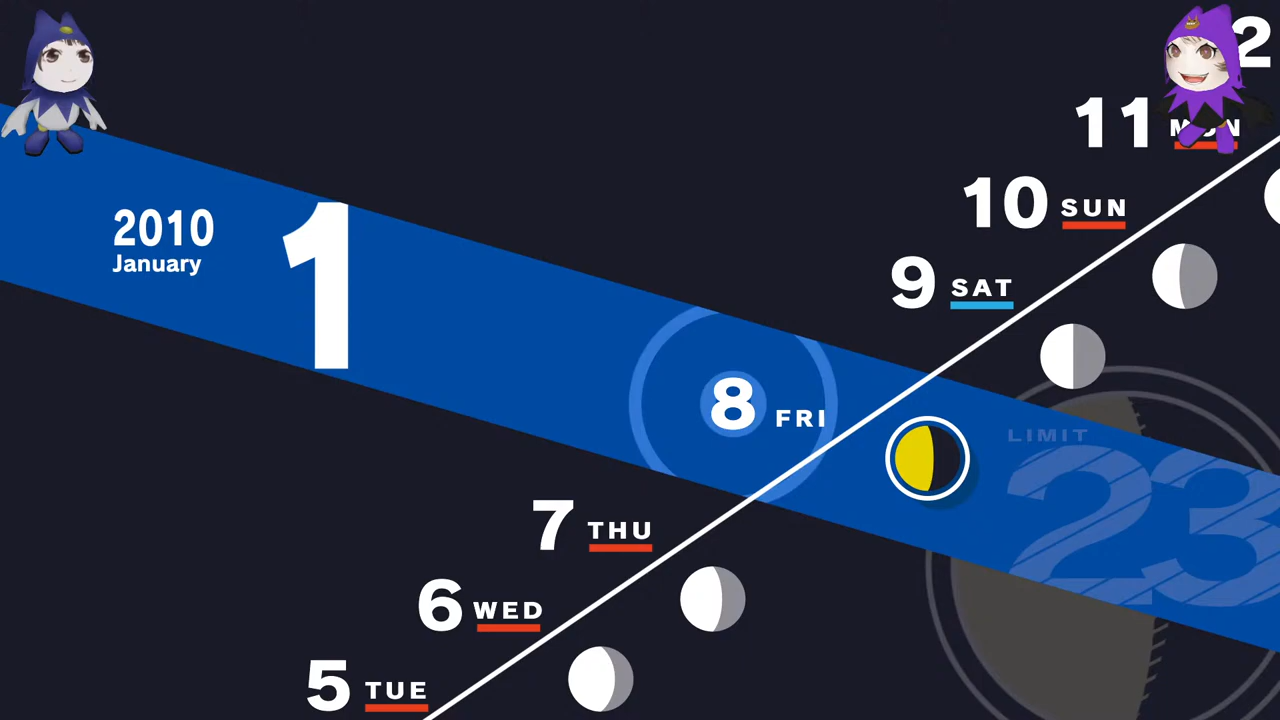 2
11 MON
10 SUN
2010
January
1
9 SAT
8 FRI
LIMIT
23
7 THU
6 WED
5 TUE